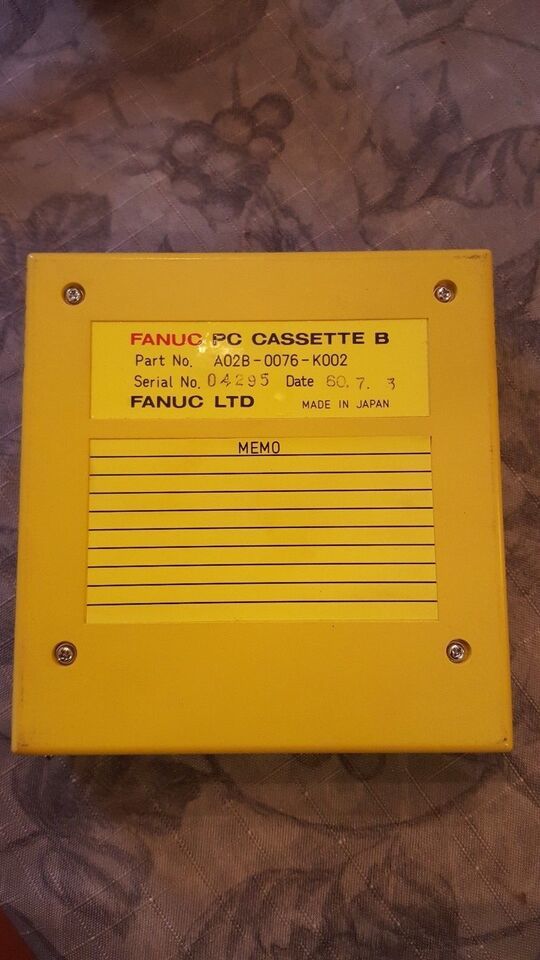 FANUC PC CASSETTE B
Part No. A02B-0076-K002
Serial No. 04295 Date 60.7.3
FANUC LTD MADE IN JAPAN
MEMO